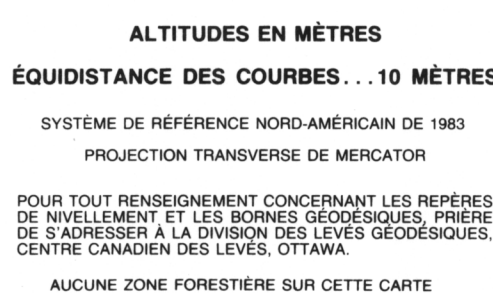 ALTITUDES EN MÈTRES
ÉQUIDISTANCE DES COURBES...10 MÈTRES
SYSTÈME DE RÉFÉRENCE NORD-AMÉRICAIN DE 1983
PROJECTION TRANSVERSE DE MERCATOR
POUR TOUT RENSEIGNEMENT CONCERNANT LES REPÈRES
DE NIVELLEMENT ET LES BORNES GÉODÉSIQUES, PRIÈRE
DE S'ADRESSER À LA DIVISION DES LEVÉS GÉODÉSIQUES,
CENTRE CANADIEN DES LEVÉS, OTTAWA.
AUCUNE ZONE FORESTIÈRE SUR CETTE CARTE